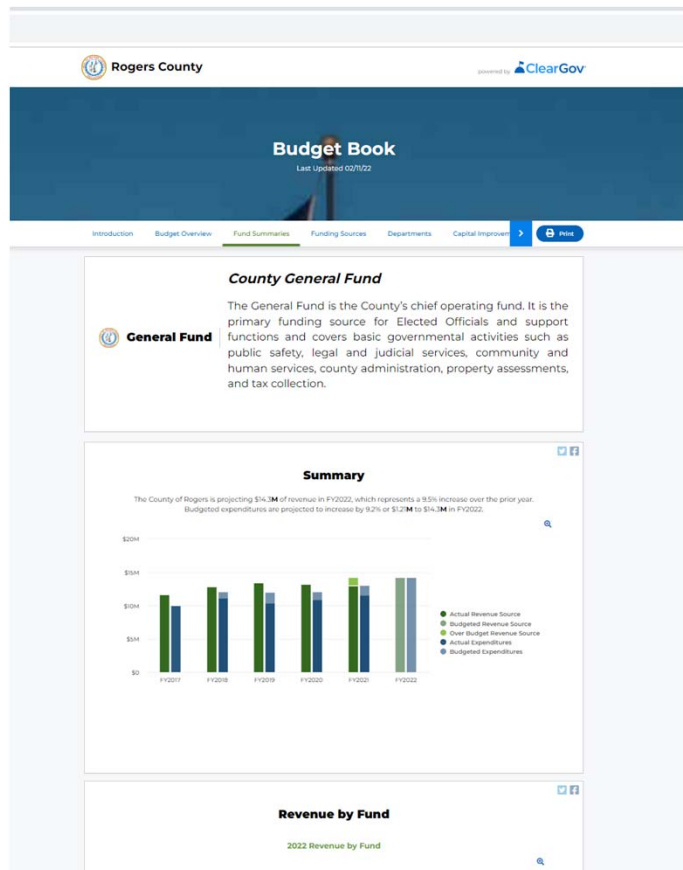 Rogers County
powered by ClearGov
Budget Book
Last Updated 02/11/22
Introduction Budget Overview Fund Summaries Funding Sources Departments Capital Improvem Print
County General Fund
General Fund
The General Fund is the County's chief operating fund. It is the
primary funding source for Elected Officials and support
functions and covers basic governmental activities such as
public safety, legal and judicial services, community and
human services, county administration, property assessments,
and tax collection.
Summary
The County of Rogers is projecting $14.3M of revenue in FY2022, which represents a 9.5% increase over the prior year.
Budgeted expenditures are projected to increase by 9.2% or $1.21M to $14.3M in FY2022.
$20M
$15M
$10M
$5M
$0
FY2017 FY2018 FY2019 FY2020 FY2021 FY2022
Actual Revenue Source
Budgeted Revenue Source
Over Budget Revenue Source
Actual Expenditures
Budgeted Expenditures
Revenue by Fund
2022 Revenue by Fund